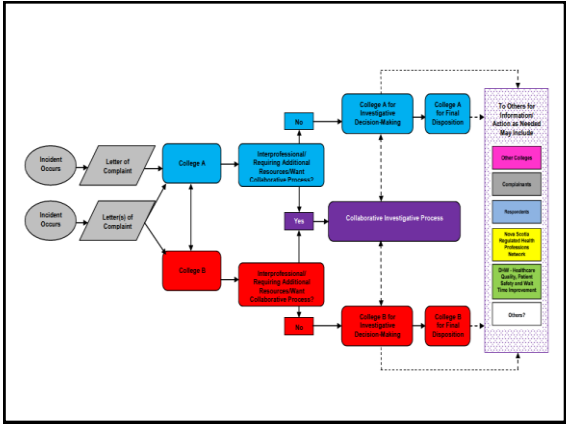 Incident
Occurs
Letter of
Complaint
College A
Interprofessional/
Requiring Additional
Resources/Want
Collaborative Process?
No
College A for
Investigative
Decision-Making
College A
for Final
Disposition
Incident
Occurs
Letter(s) of
Complaint
Yes
Collaborative Investigative Process
College B
Interprofessional/
Requiring Additional
Resources/Want
Collaborative Process?
No
College B for
Investigative
Decision-Making
College B
for Final
Disposition
To Others for
Information/
Action as Needed
May Include
Other Colleges
Complainants
Respondents
Nova Scotia
Regulated Health
Professions
Network
DHW - Healthcare
Quality, Patient
Safety and Wait
Time Improvement
Others?